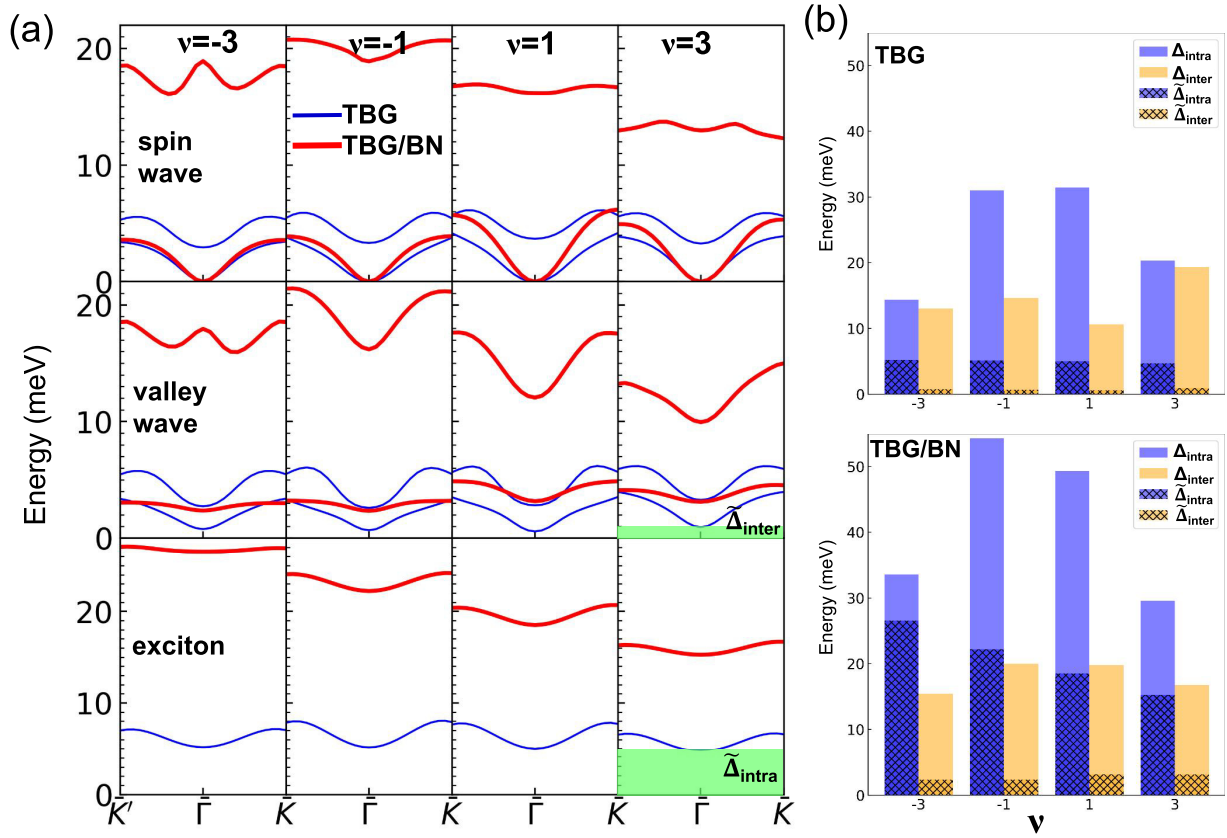 (a)
ν=-3 ν=-1 ν=1 ν=3
20
10
0
spin
wave
TBG
TBG/BN
20
10
0
valley
wave
Δ̃inter
Energy (meV)
20
10
0
exciton
Δ̃intra
K̄′ Γ̄ K̄ Γ̄ K̄ Γ̄ K̄ Γ̄ K̄
(b)
TBG
Δintra
Δinter
Δ̃intra
Δ̃inter
Energy (meV)
50
40
30
20
10
0
-3 -1 1 3
TBG/BN
Δintra
Δinter
Δ̃intra
Δ̃inter
Energy (meV)
50
40
30
20
10
0
-3 -1 1 3
ν